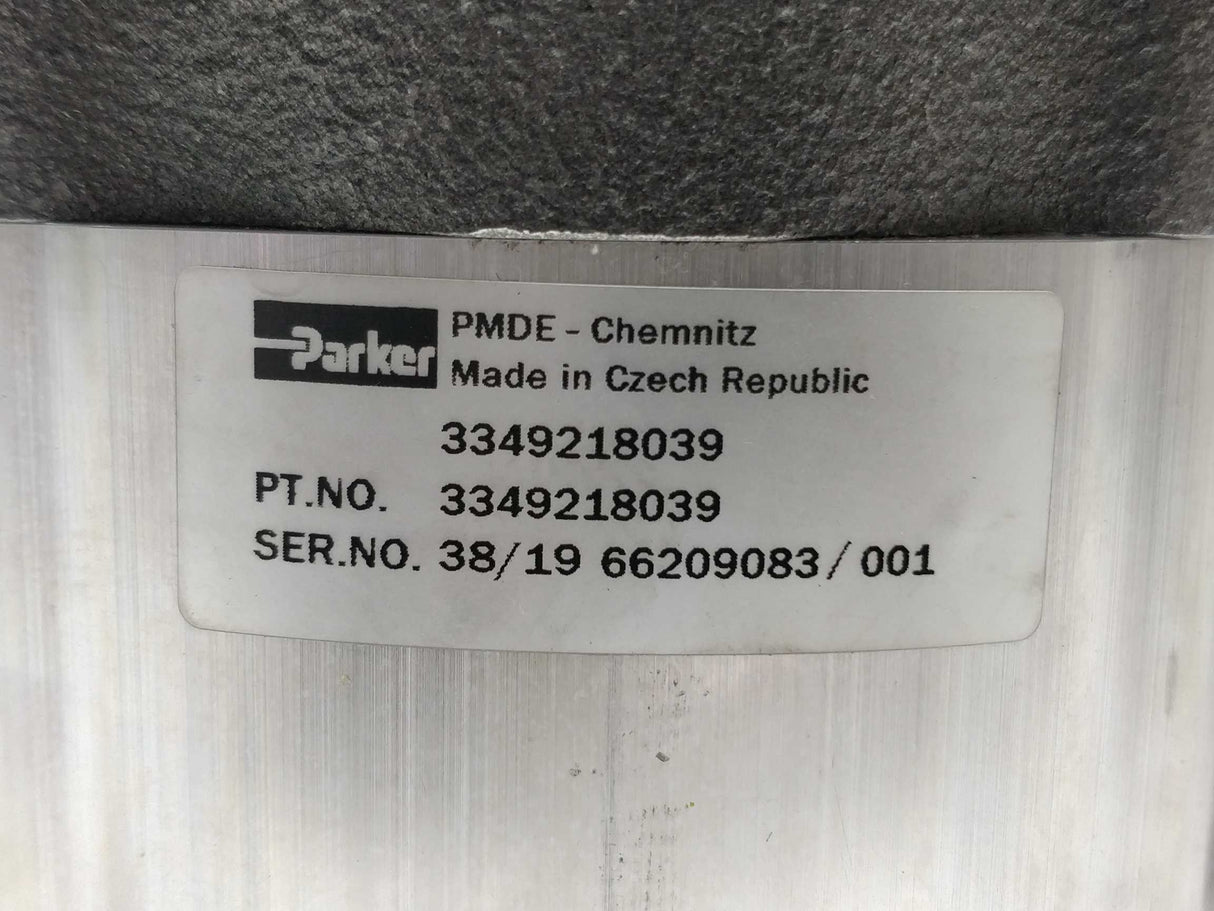 Parker PMDE - Chemnitz
Made in Czech Republic
3349218039
PT.NO. 3349218039
SER.NO. 38/19 66209083/001